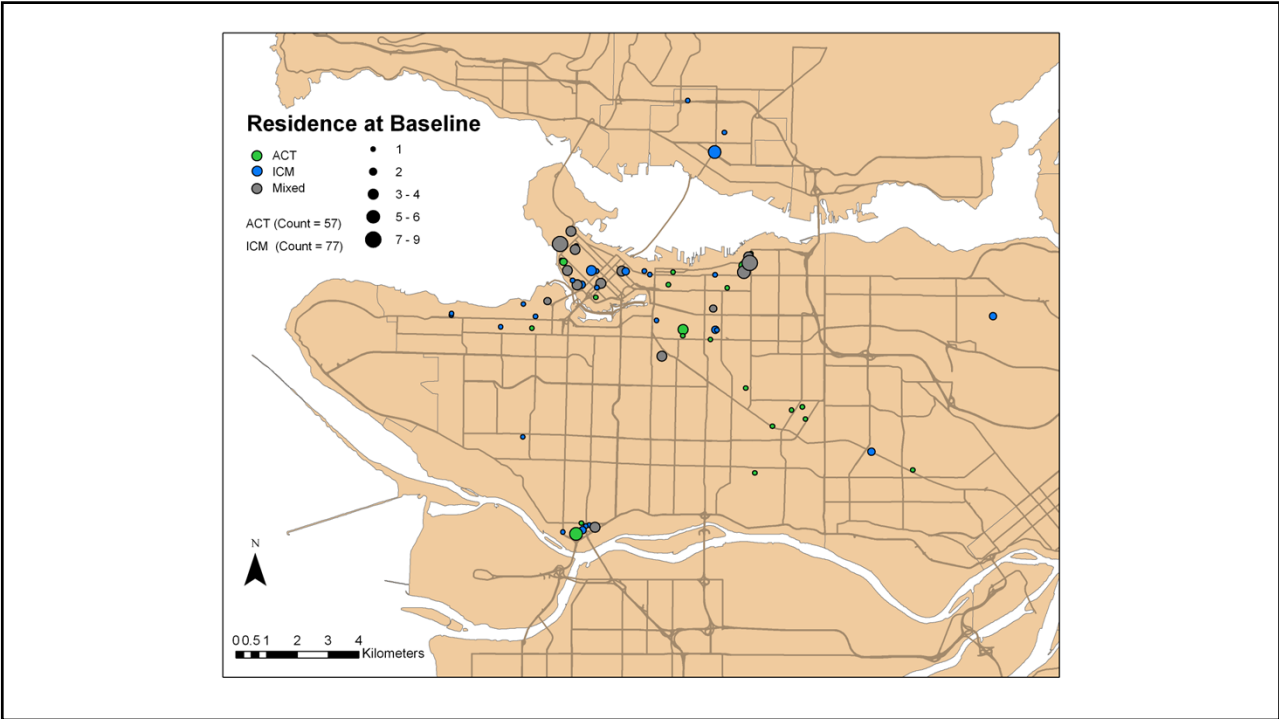 Residence at Baseline
ACT
ICM
Mixed
1
2
3 - 4
5 - 6
7 - 9
ACT (Count = 57)
ICM (Count = 77)
N
0 0.5 1 2 3 4
Kilometers